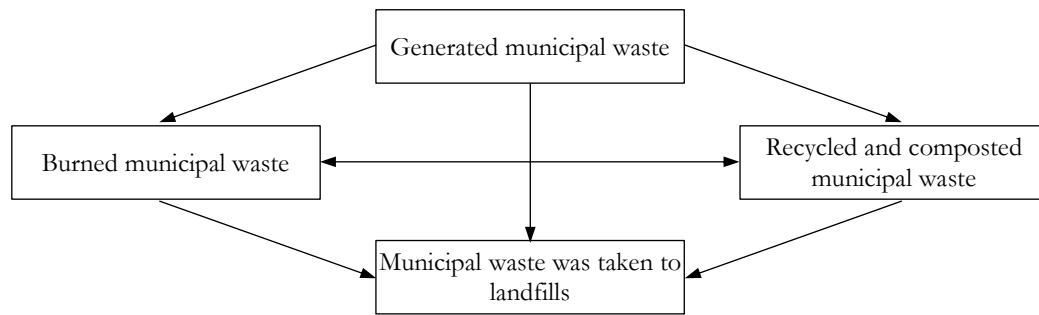 Generated municipal waste
Burned municipal waste
Recycled and composted
municipal waste
Municipal waste was taken to
landfills